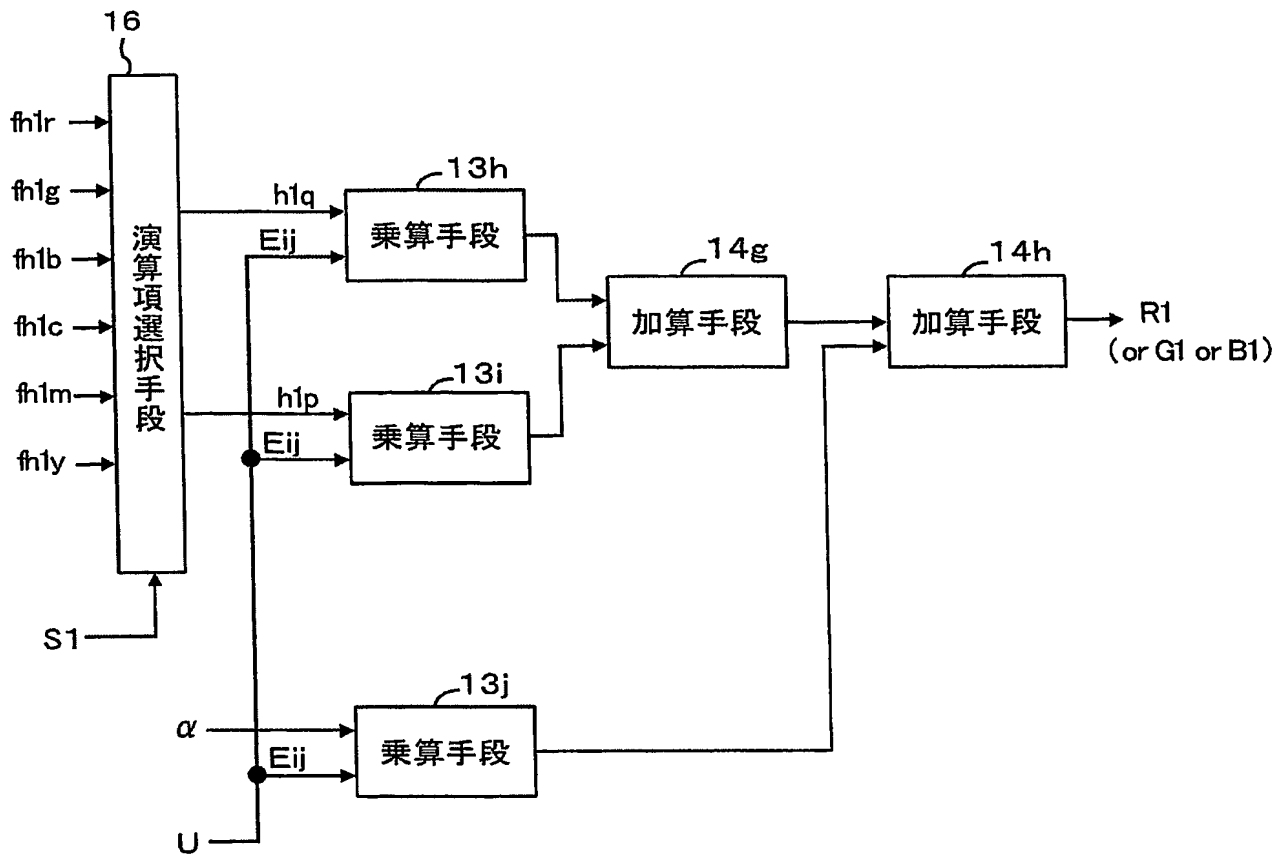 16
fh1r
fh1g
fh1b
fh1c
fh1m
fh1y
演算項選択手段
S1
h1q
Eij
13h
乗算手段
h1p
Eij
13i
乗算手段
14g
加算手段
14h
加算手段
R1
(or G1 or B1)
α
Eij
13j
乗算手段
U